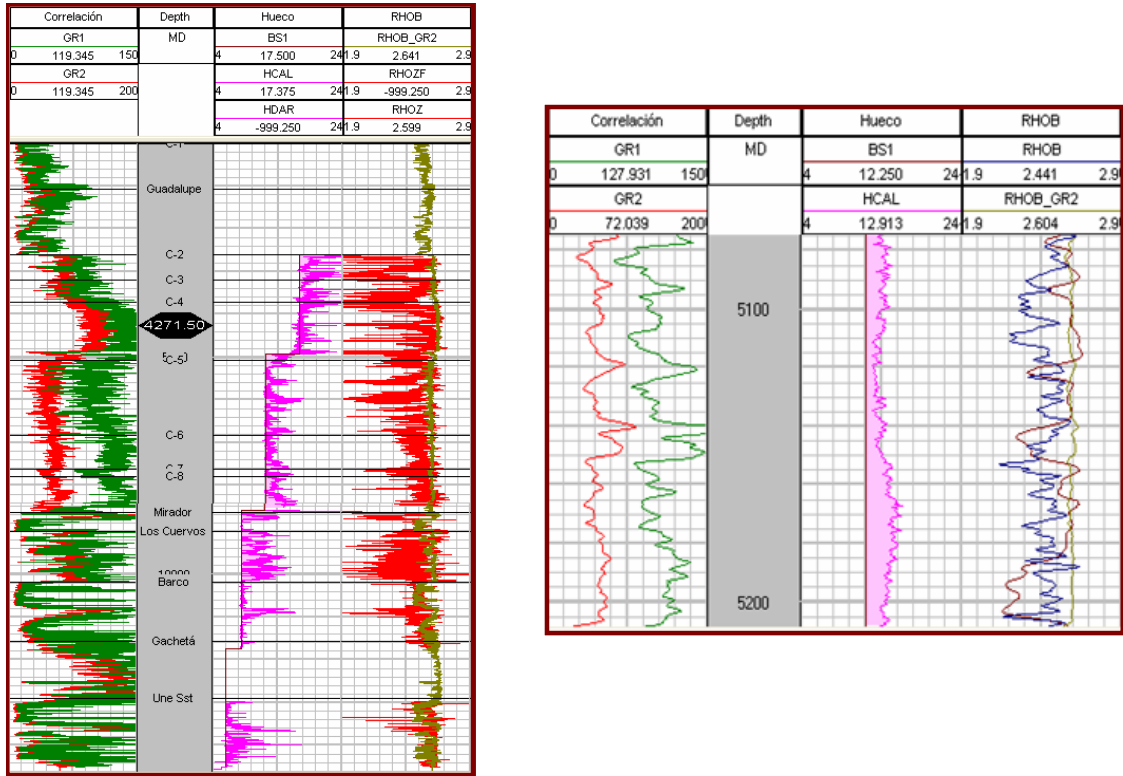 Correlación Depth Hueco RHOB
GR1 MD BS1 RHOB_GR2
0 119.345 150 4 17.500 24 1.9 2.641 2.9
GR2 HCAL RHOZF
0 119.345 200 4 17.375 24 1.9 -999.250 2.9
HDAR RHOZ
4 -999.250 24 1.9 2.599 2.9
Guadalupe
C-2
C-3
C-4
4271.50
C-5
C-6
C-7
C-8
Mirador
Los Cuervos
Barco
Gachetá
Une Sst
Correlación Depth Hueco RHOB
GR1 MD BS1 RHOB
0 127.931 150 4 12.250 24 1.9 2.441 2.9
GR2 HCAL RHOB_GR2
0 72.039 200 4 12.913 24 1.9 2.604 2.9
5100
5200